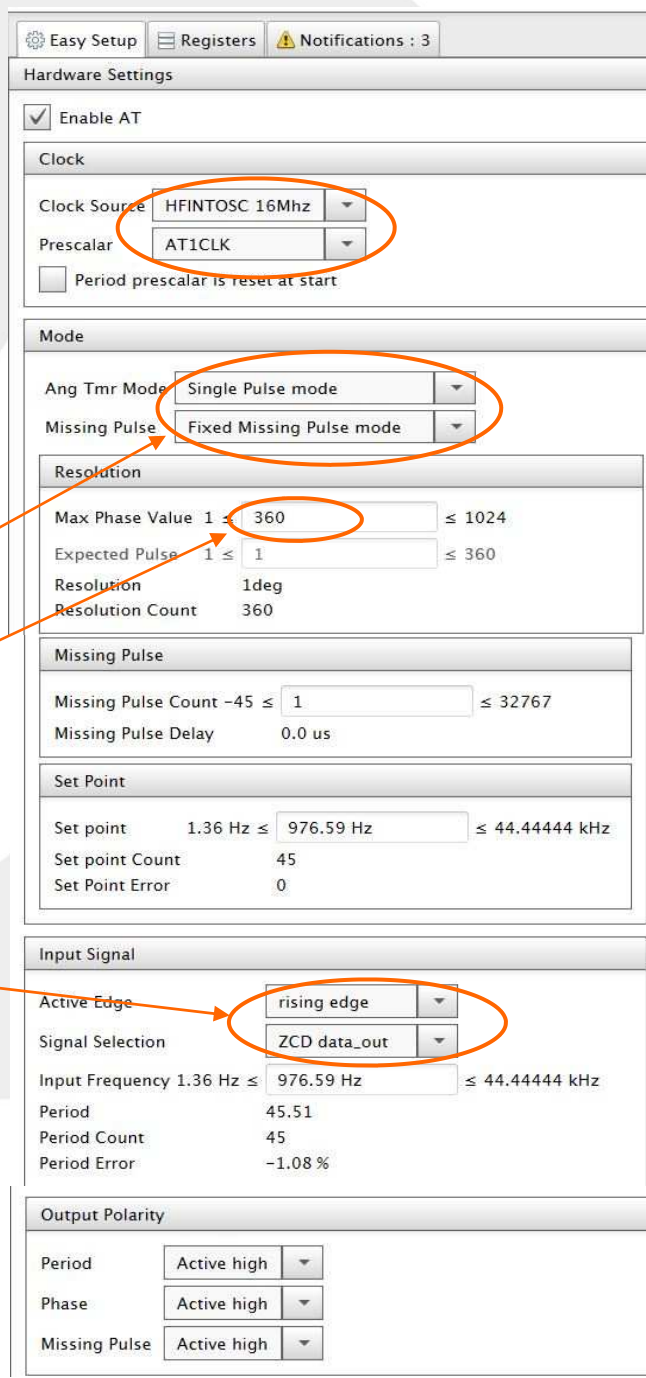 Easy Setup Registers Notifications : 3
Hardware Settings
Enable AT
Clock
Clock Source HFINTOSC 16Mhz
Prescalar AT1CLK
Period prescalar is reset at start
Mode
Ang Tmr Mode Single Pulse mode
Missing Pulse Fixed Missing Pulse mode
Resolution
Max Phase Value 1 ≤ 360 ≤ 1024
Expected Pulse 1 ≤ 1 ≤ 360
Resolution 1deg
Resolution Count 360
Missing Pulse
Missing Pulse Count -45 ≤ 1 ≤ 32767
Missing Pulse Delay 0.0 us
Set Point
Set point 1.36 Hz ≤ 976.59 Hz ≤ 44.44444 kHz
Set point Count 45
Set Point Error 0
Input Signal
Active Edge rising edge
Signal Selection ZCD data_out
Input Frequency 1.36 Hz ≤ 976.59 Hz ≤ 44.44444 kHz
Period 45.51
Period Count 45
Period Error -1.08 %
Output Polarity
Period Active high
Phase Active high
Missing Pulse Active high